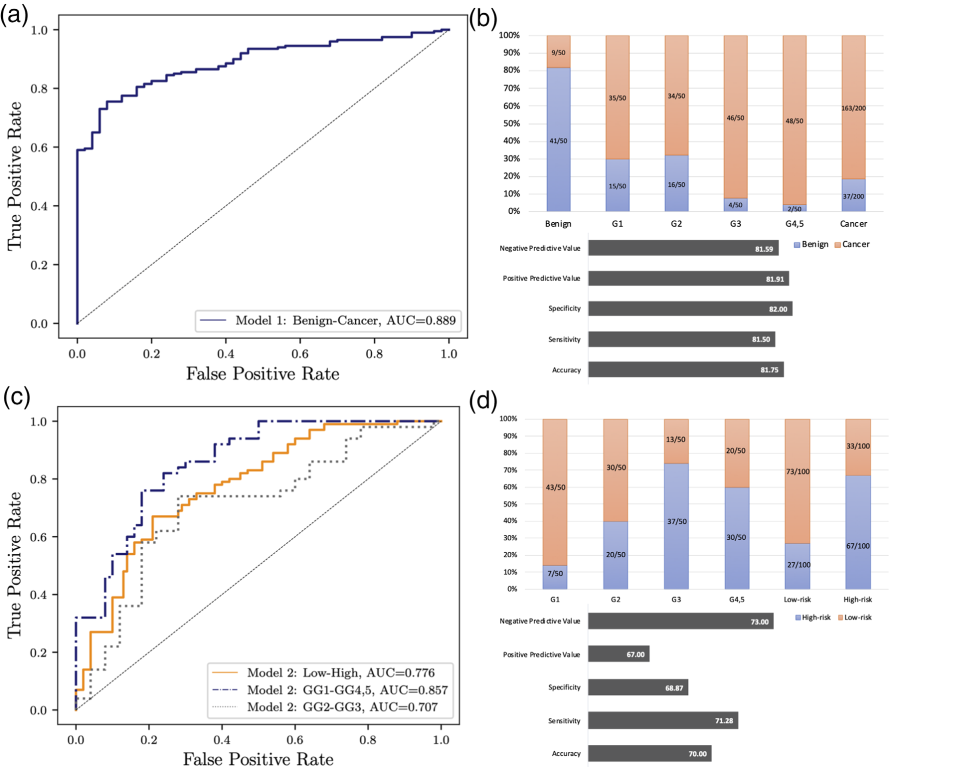 (a)
1.0
0.8
0.6
0.4
0.2
0.0
True Positive Rate
0.0 0.2 0.4 0.6 0.8 1.0
False Positive Rate
Model 1: Benign-Cancer, AUC=0.889
(b)
100%
90%
80%
70%
60%
50%
40%
30%
20%
10%
0%
9/50
41/50
35/50
15/50
34/50
16/50
46/50
4/50
48/50
2/50
163/200
37/200
Benign G1 G2 G3 G4,5 Cancer
Benign Cancer
Negative Predictive Value 81.59
Positive Predictive Value 81.91
Specificity 82.00
Sensitivity 81.50
Accuracy 81.75
(c)
1.0
0.8
0.6
0.4
0.2
0.0
True Positive Rate
0.0 0.2 0.4 0.6 0.8 1.0
False Positive Rate
Model 2: Low-High, AUC=0.776
Model 2: GG1-GG4,5, AUC=0.857
Model 2: GG2-GG3, AUC=0.707
(d)
100%
90%
80%
70%
60%
50%
40%
30%
20%
10%
0%
43/50
7/50
30/50
20/50
13/50
37/50
20/50
30/50
73/100
27/100
33/100
67/100
G1 G2 G3 G4,5 Low-risk High-risk
High-risk Low-risk
Negative Predictive Value 73.00
Positive Predictive Value 67.00
Specificity 68.87
Sensitivity 71.28
Accuracy 70.00